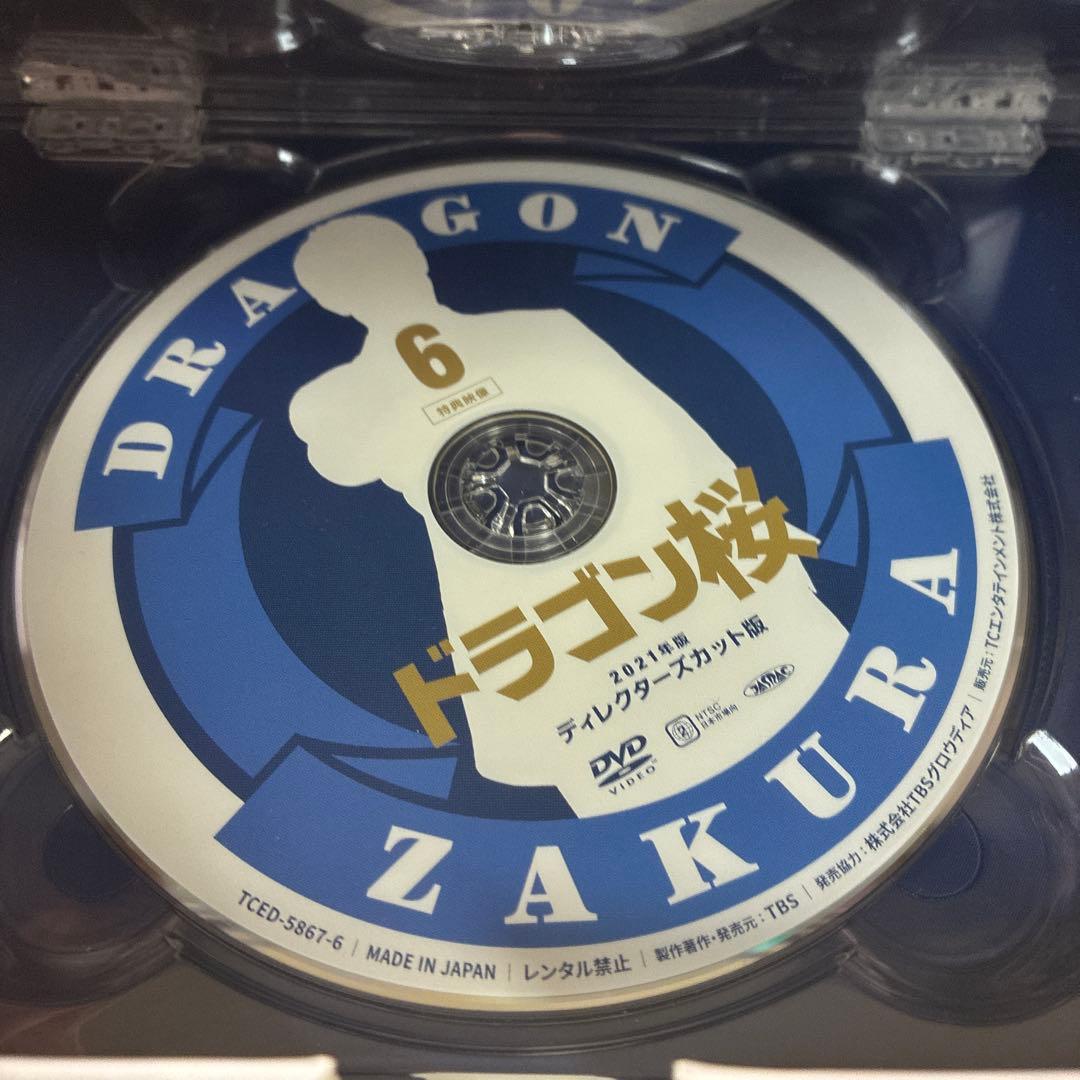 DRAGON
6
特典映像
ドラゴン桜
2021年版
ディレクターズカット版
DVD
VIDEO
2
NTSC
日本市場向
JASRAC
ZAKURA
TCED-5867-6 | MADE IN JAPAN | レンタル禁止 | 製作著作・発売元:TBS | 発売協力:株式会社TBSグロウディア | 販売元:TCエンタテインメント株式会社